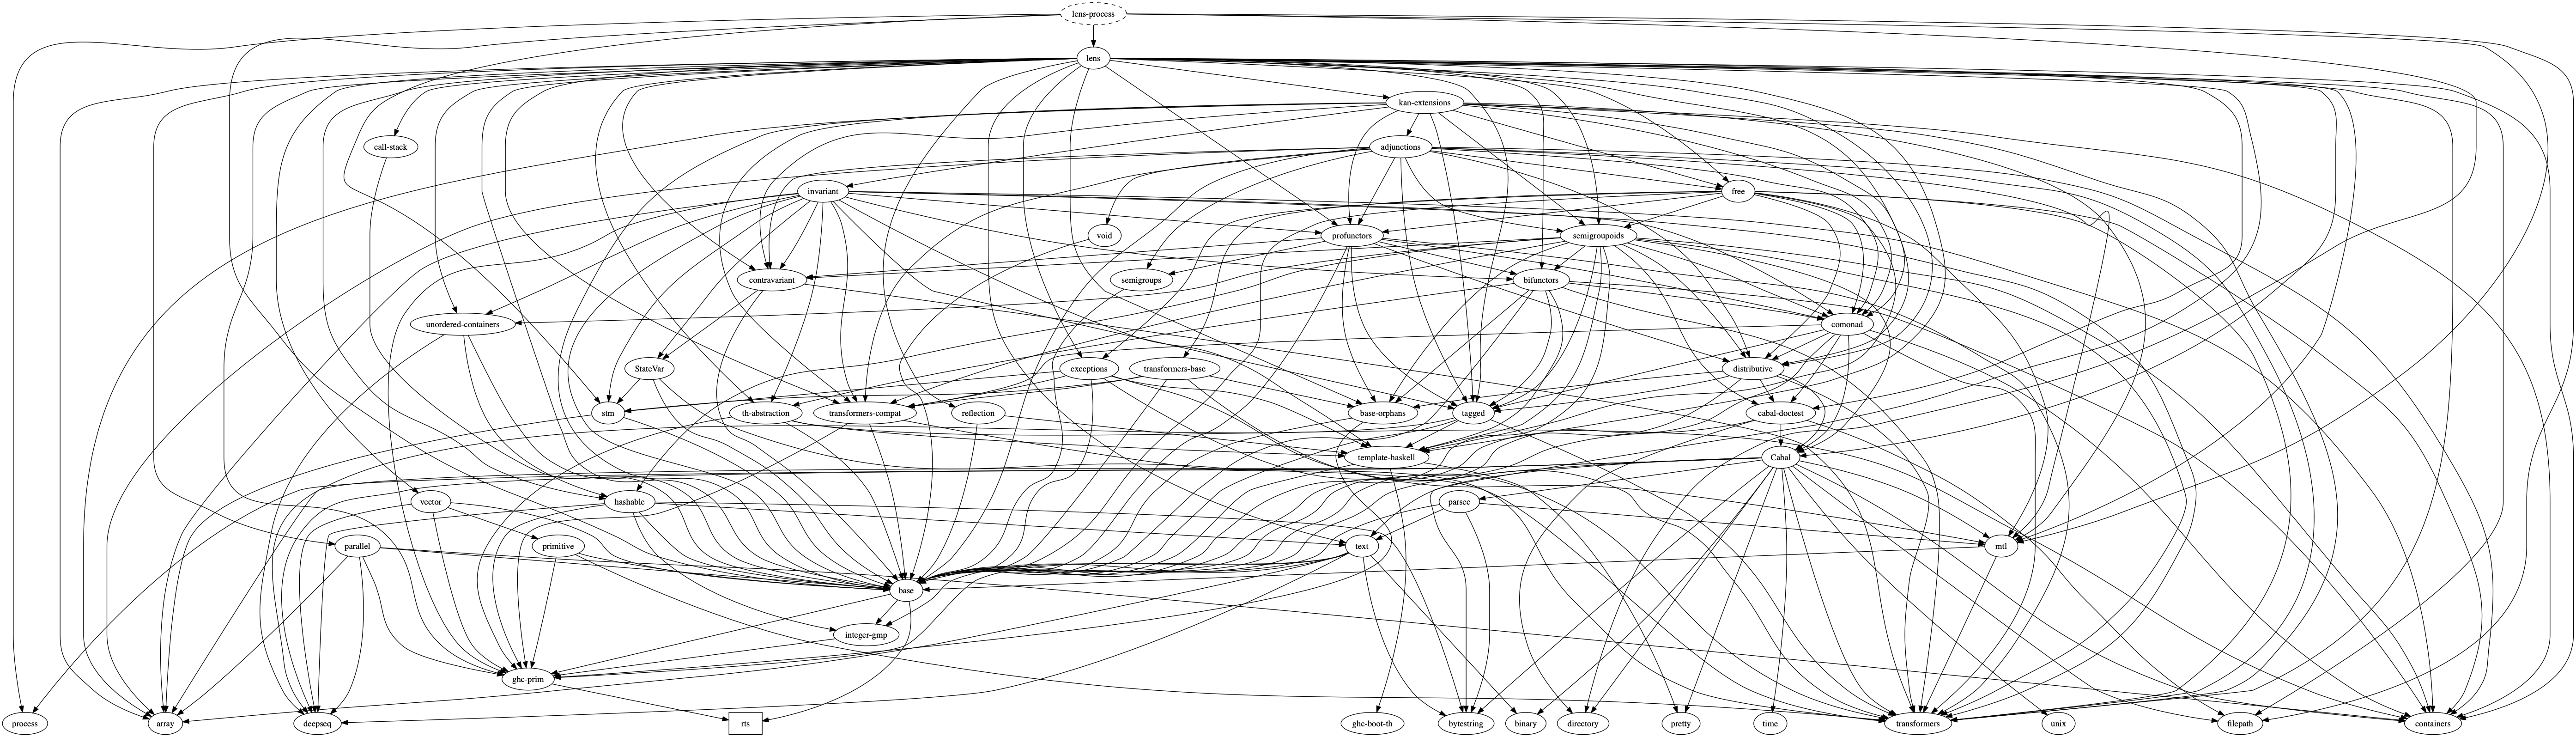 lens-process
lens
kan-extensions
call-stack
adjunctions
invariant
free
void
profunctors
semigroupoids
contravariant
semigroups
bifunctors
unordered-containers
comonad
StateVar
exceptions
transformers-base
distributive
stm
th-abstraction
transformers-compat
reflection
base-orphans
tagged
cabal-doctest
template-haskell
Cabal
vector
hashable
parsec
parallel
primitive
text
mtl
base
integer-gmp
ghc-prim
process
array
deepseq
rts
ghc-boot-th
bytestring
binary
directory
pretty
time
transformers
unix
filepath
containers